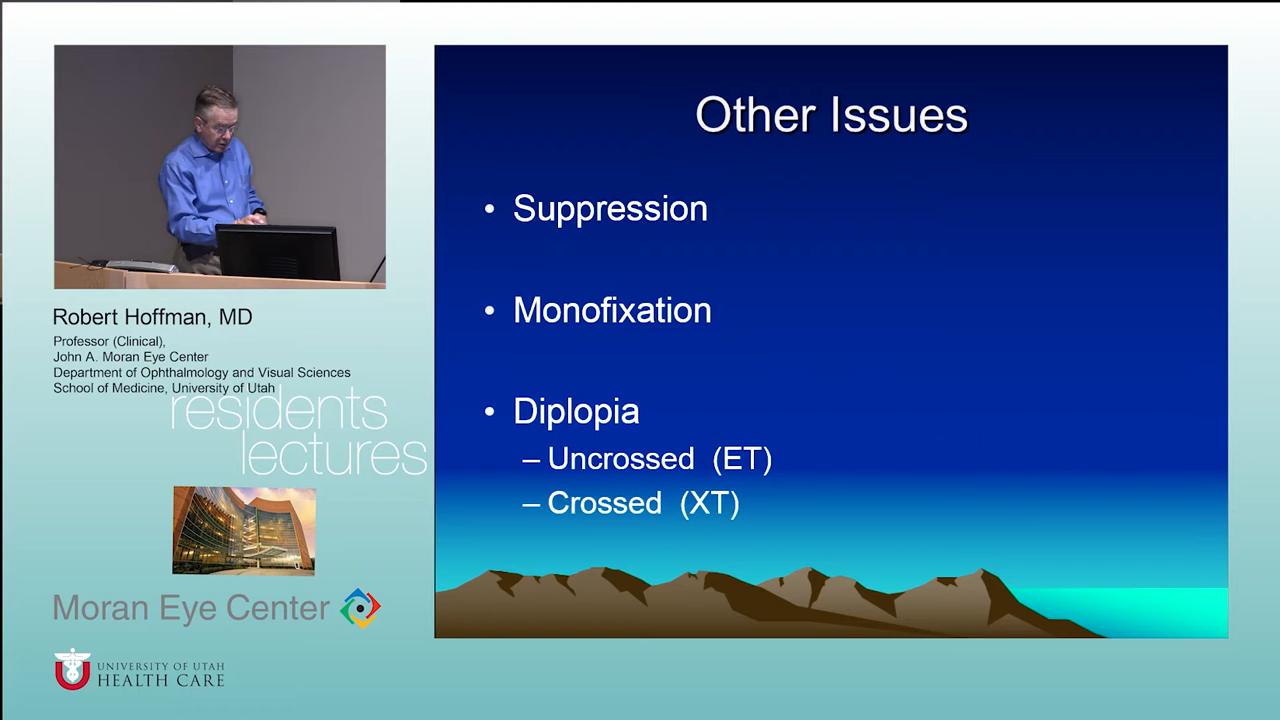 Other Issues
• Suppression
• Monofixation
• Diplopia
– Uncrossed (ET)
– Crossed (XT)
Robert Hoffman, MD
Professor (Clinical),
John A. Moran Eye Center
Department of Ophthalmology and Visual Sciences
School of Medicine, University of Utah
residents
lectures
Moran Eye Center
UNIVERSITY OF UTAH
HEALTH CARE